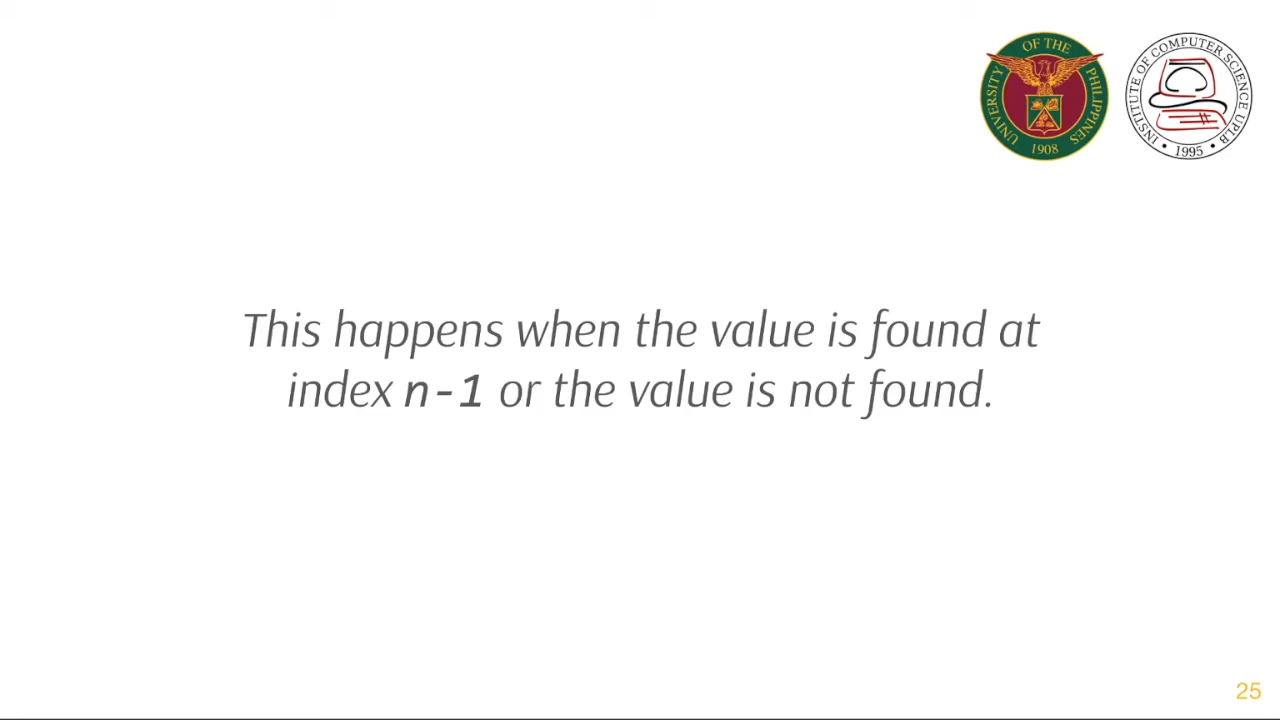 UNIVERSITY OF THE PHILIPPINES
1908
INSTITUTE OF COMPUTER SCIENCE UPLB
• 1995 •
This happens when the value is found at
index n-1 or the value is not found.
25